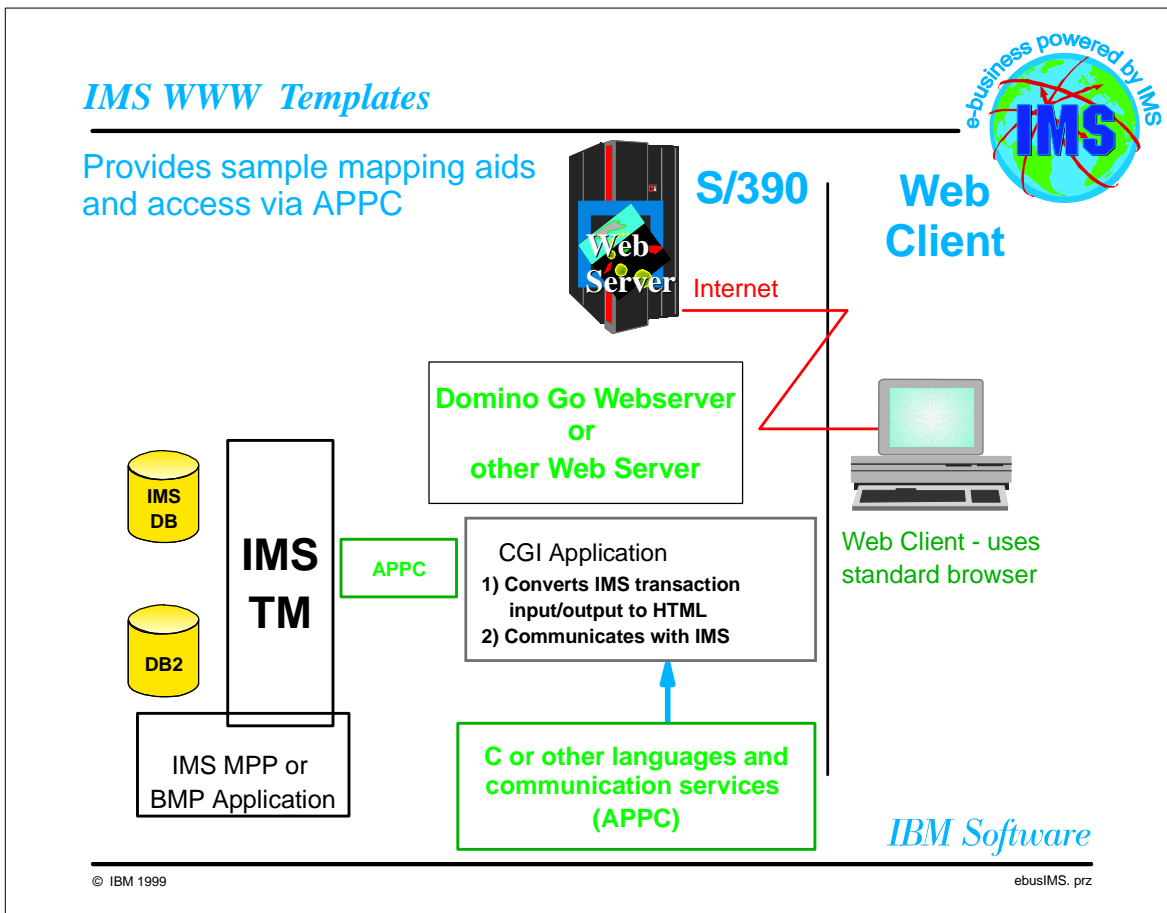 e-business powered by IMS
IMS
IMS WWW Templates
Provides sample mapping aids
and access via APPC
S/390
Web
Client
Web
Server
Internet
Domino Go Webserver
or
other Web Server
IMS
DB
DB2
IMS
TM
APPC
CGI Application
1) Converts IMS transaction
input/output to HTML
2) Communicates with IMS
Web Client - uses
standard browser
IMS MPP or
BMP Application
C or other languages and
communication services
(APPC)
IBM Software
© IBM 1999
ebusIMS. prz